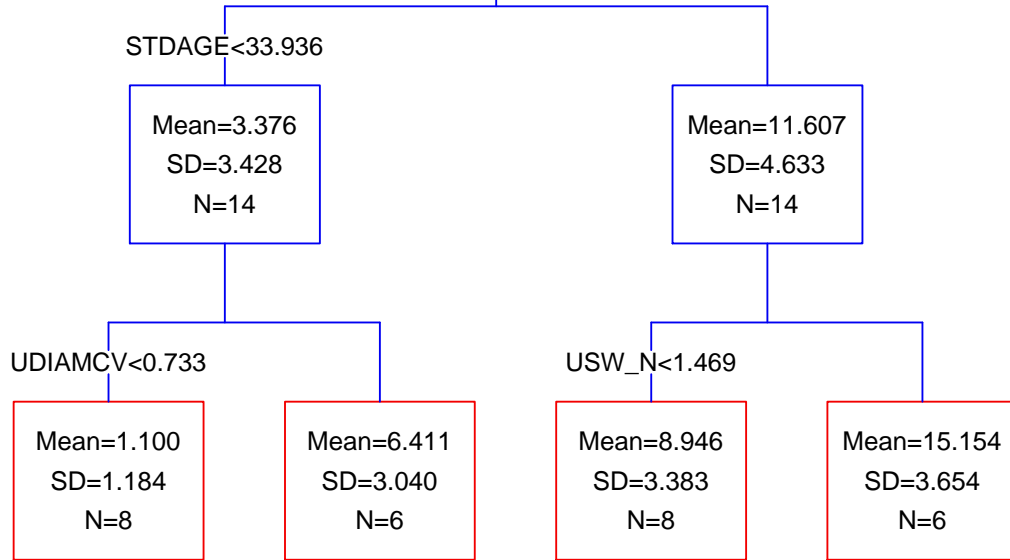 STDAGE<33.936
Mean=3.376
SD=3.428
N=14
Mean=11.607
SD=4.633
N=14
UDIAMCV<0.733
USW_N<1.469
Mean=1.100
SD=1.184
N=8
Mean=6.411
SD=3.040
N=6
Mean=8.946
SD=3.383
N=8
Mean=15.154
SD=3.654
N=6